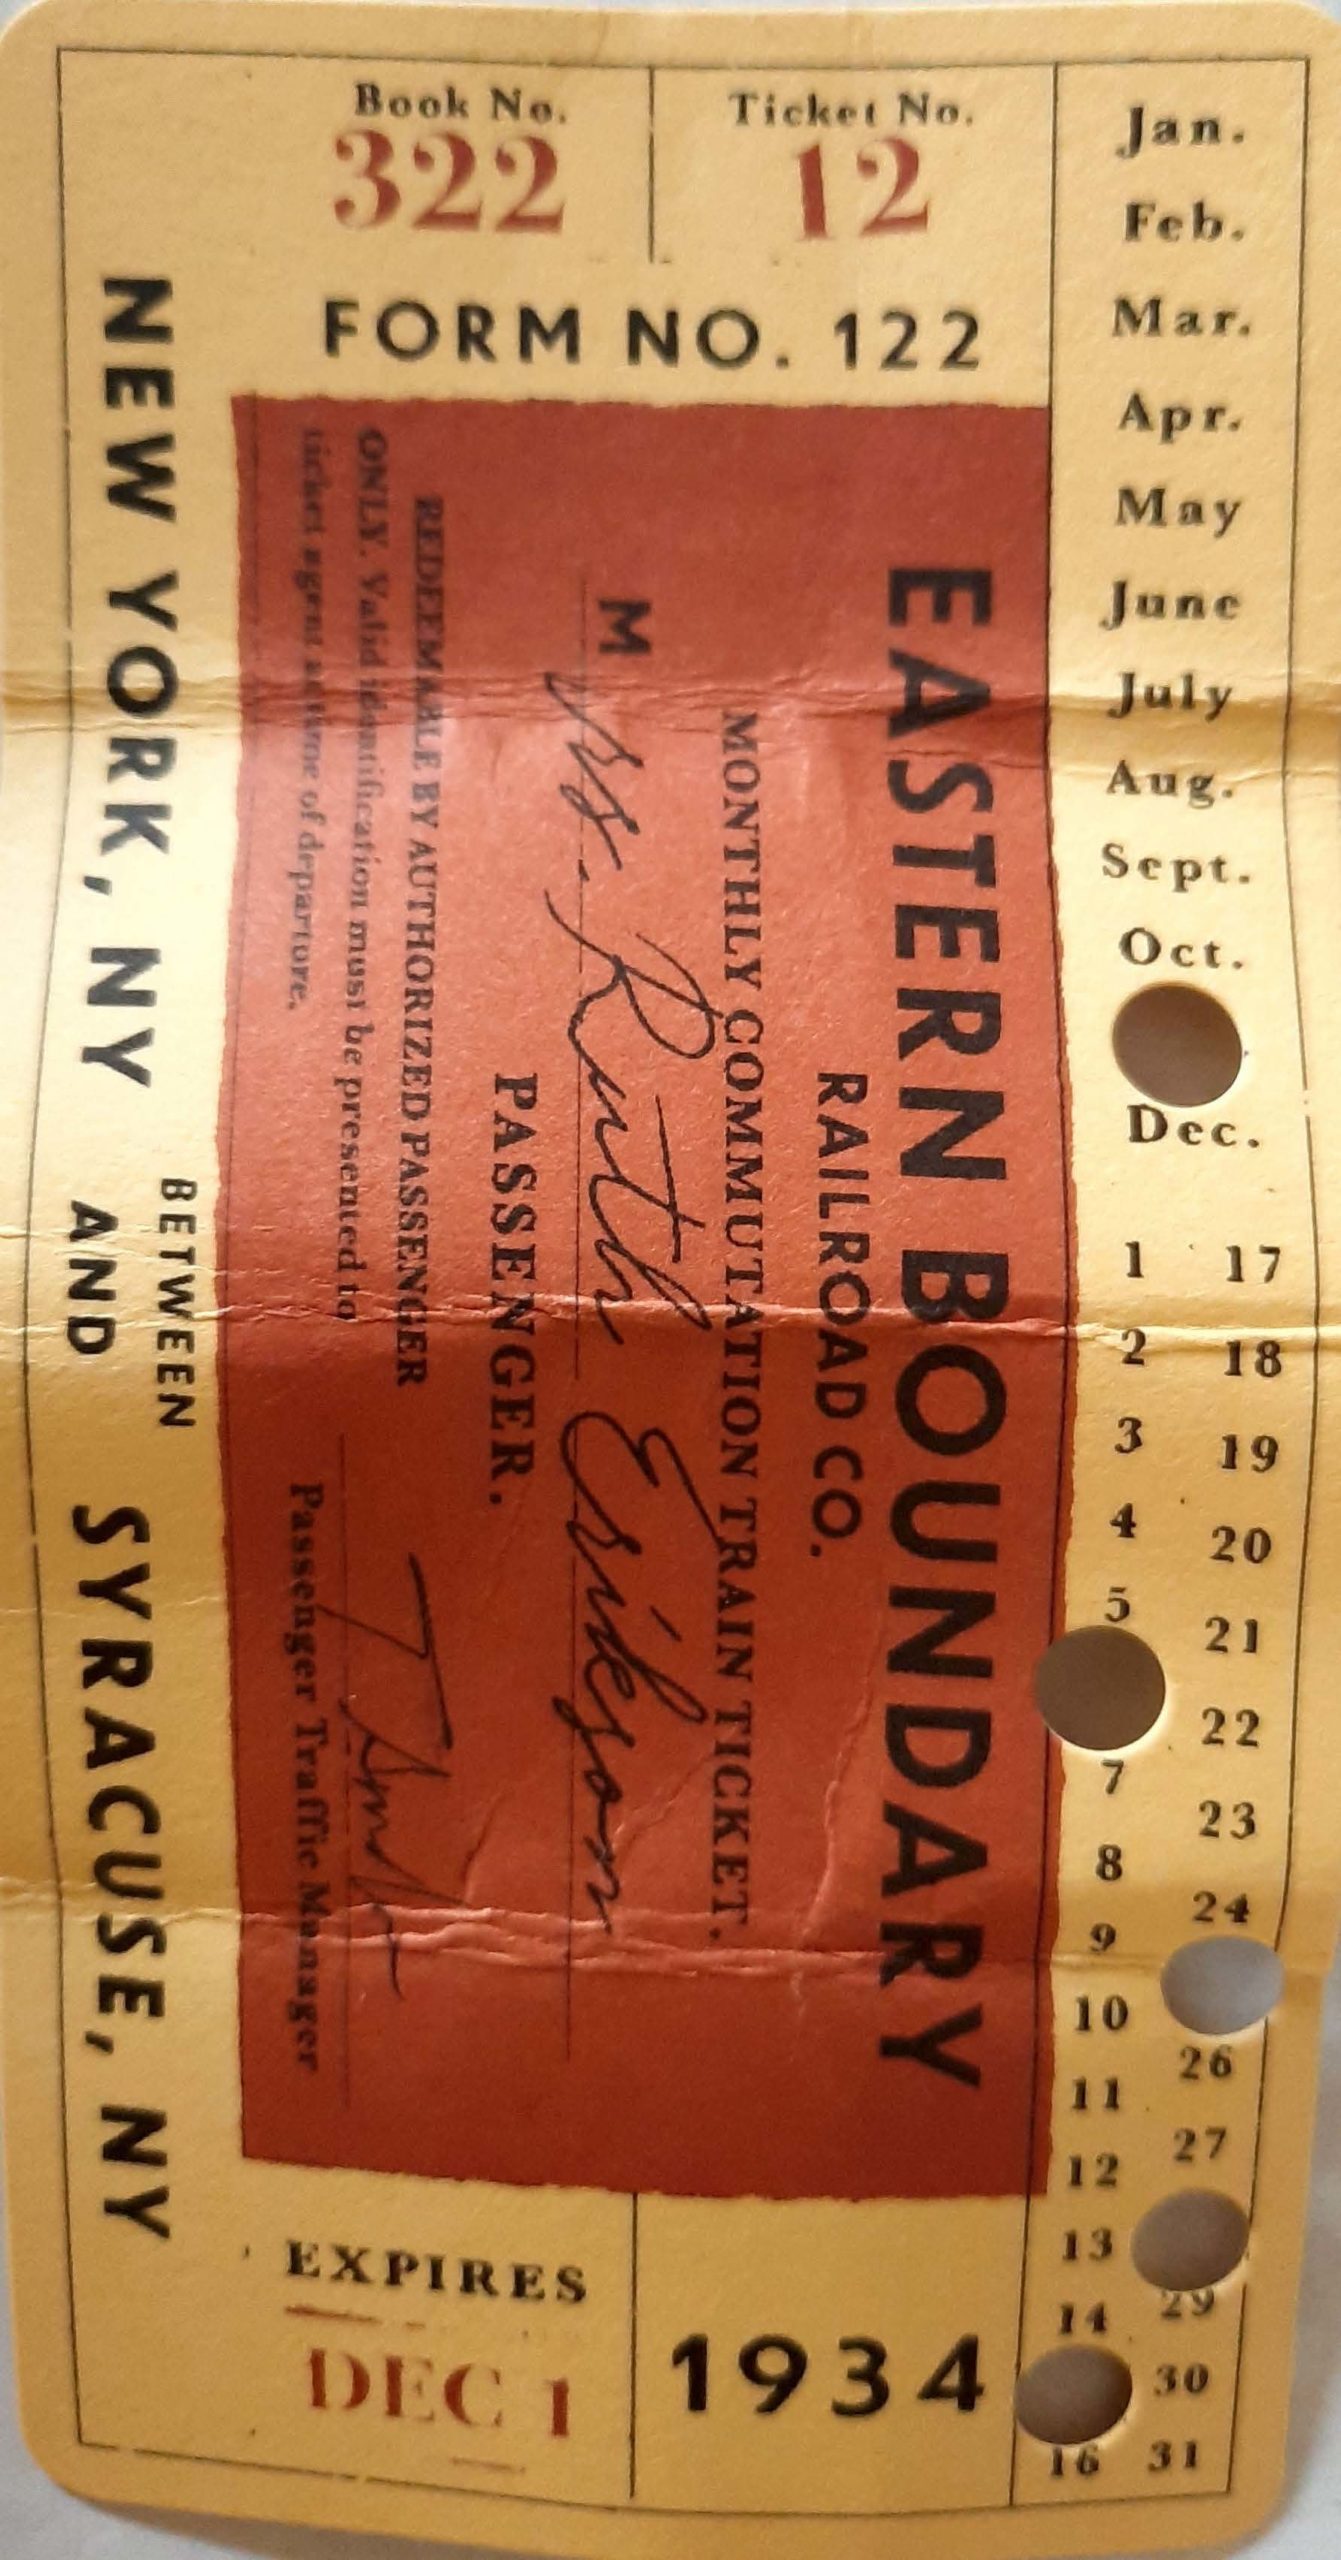 Book No.
322
Ticket No.
12
FORM NO. 122
EASTERN BOUNDARY
RAILROAD CO.
MONTHLY COMMUTATION TRAIN TICKET.
Mrs. Ruth Erikson
PASSENGER.
REDEEMABLE BY AUTHORIZED PASSENGER
ONLY. Valid identification must be presented to
ticket agent at time of departure.
Passenger Traffic Manager
BETWEEN
NEW YORK, NY AND SYRACUSE, NY
EXPIRES
DEC 1
1934
Jan.
Feb.
Mar.
Apr.
May
June
July
Aug.
Sept.
Oct.
Dec.
1 17
2 18
3 19
4 20
5 21
22
7 23
8 24
9
10 26
11 27
12
13 29
14 30
16 31